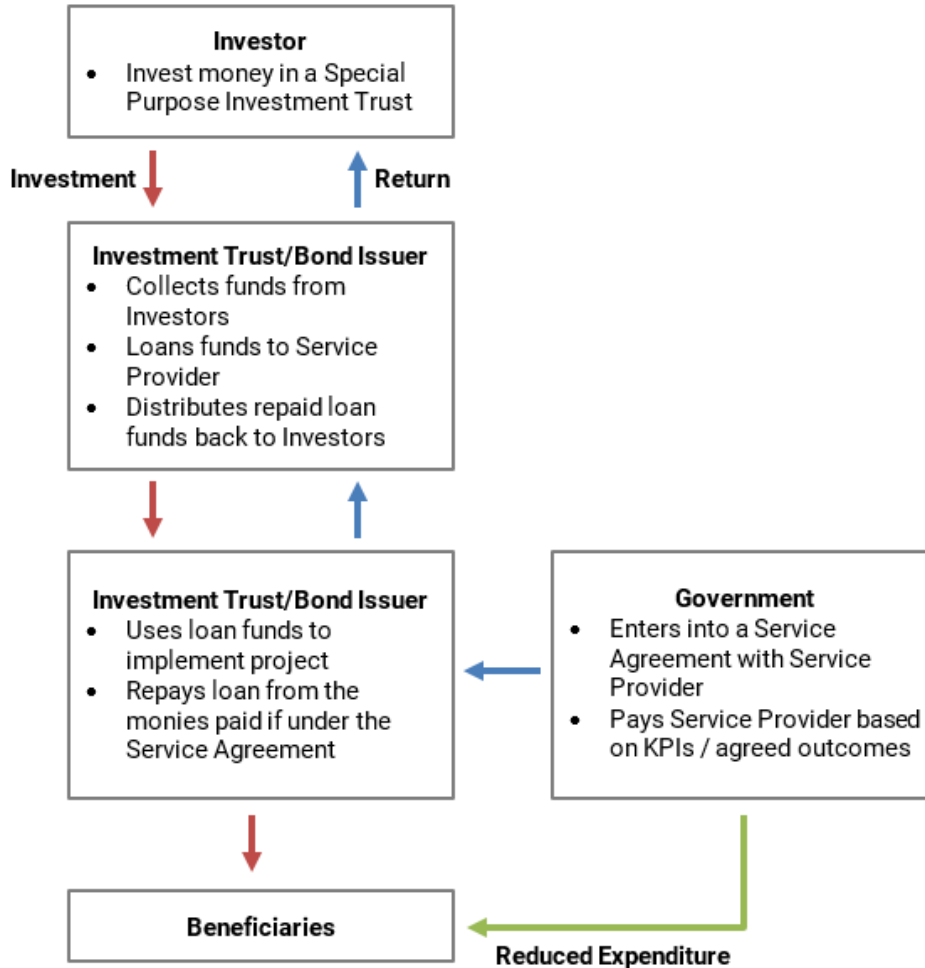 Investor
• Invest money in a Special
Purpose Investment Trust
Investment
Return
Investment Trust/Bond Issuer
• Collects funds from
Investors
• Loans funds to Service
Provider
• Distributes repaid loan
funds back to Investors
Investment Trust/Bond Issuer
• Uses loan funds to
implement project
• Repays loan from the
monies paid if under the
Service Agreement
Government
• Enters into a Service
Agreement with Service
Provider
• Pays Service Provider based
on KPIs / agreed outcomes
Beneficiaries
Reduced Expenditure